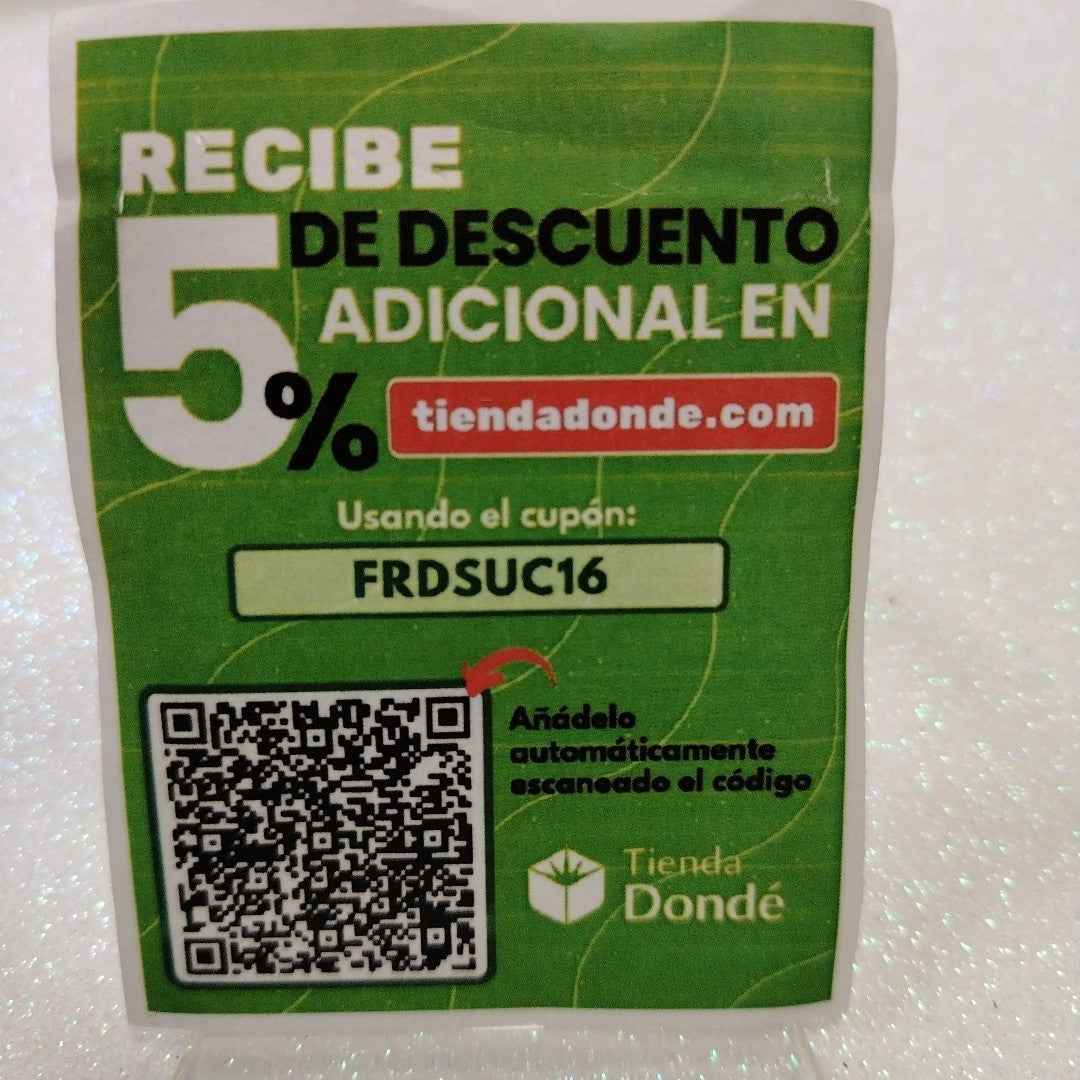 RECIBE
5% DE DESCUENTO
ADICIONAL EN
tiendadonde.com
Usando el cupón:
FRDSUC16
Añádelo
automáticamente
escaneado el código
Tienda
Dondé